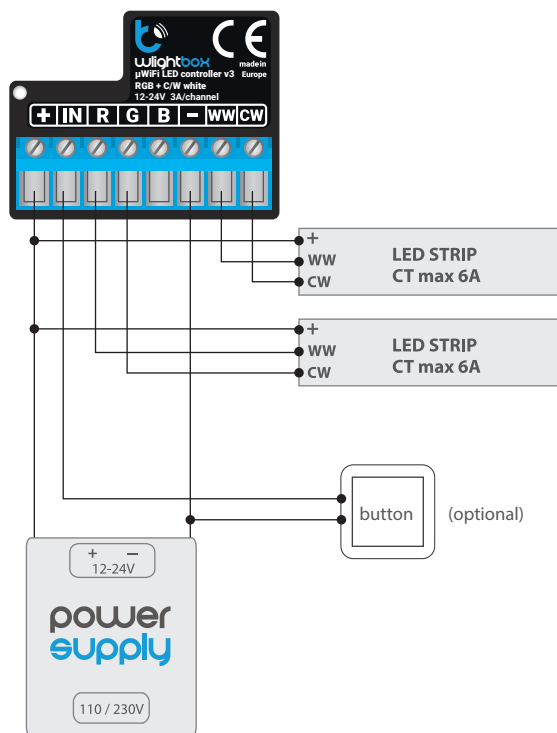 wlightbox
made in
Europe
µWiFi LED controller v3
RGB + C/W white
12-24V 3A/channel
+ IN R G B − WW CW
+
WW
CW
LED STRIP
CT max 6A
+
WW
CW
LED STRIP
CT max 6A
button
(optional)
+ −
12-24V
power
supply
110 / 230V